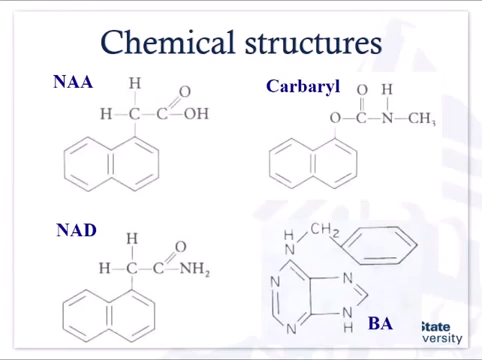 Chemical structures
NAA
H
H-C-C-OH
O
Carbaryl
O H
O-C-N-CH3
NAD
H
O
H-C-C-NH2
H
N
CH2
N
N
N
N
H
BA
State
versity